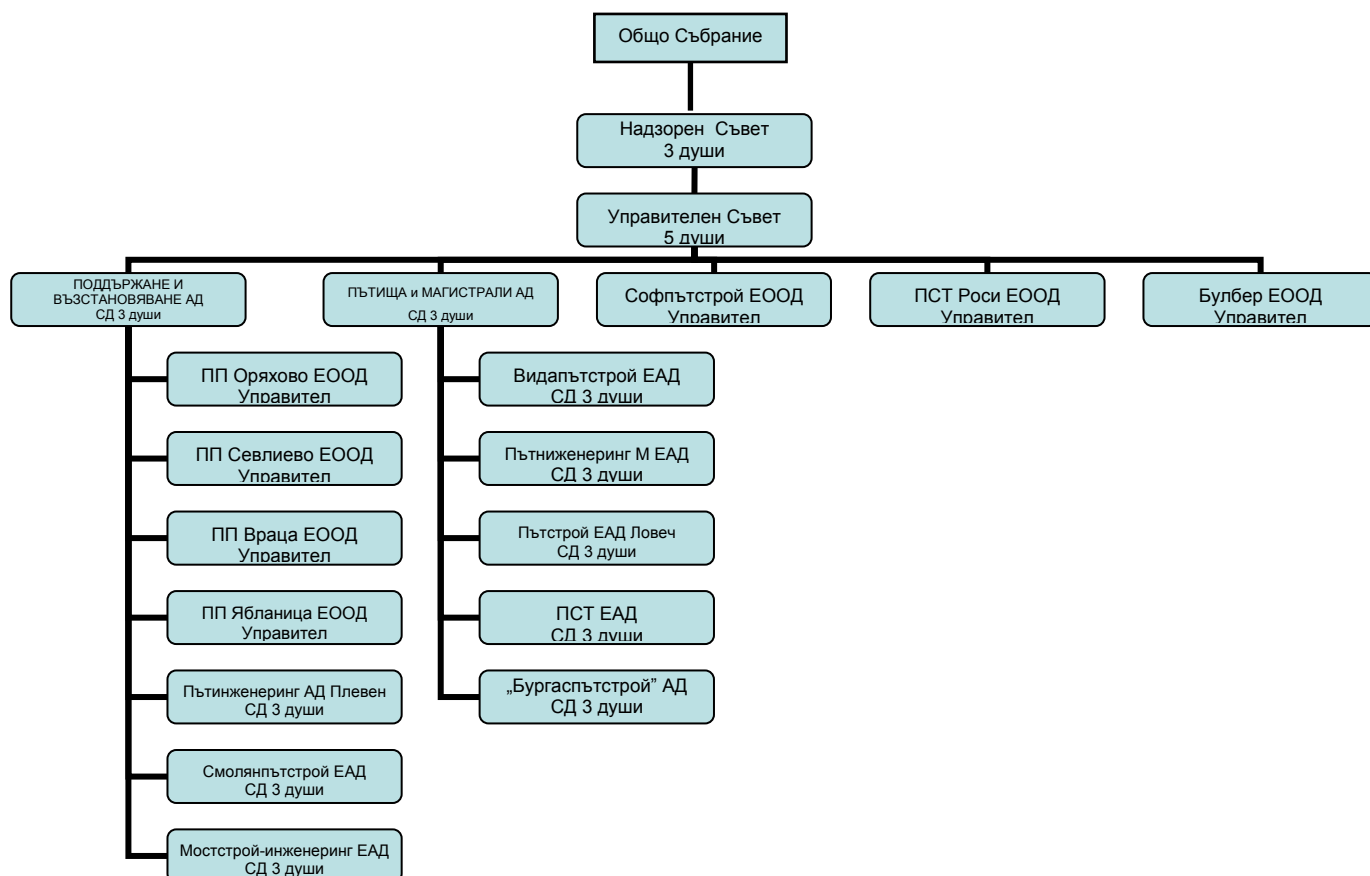 Общо Събрание
Надзорен Съвет
3 души
Управителен Съвет
5 души
ПОДДЪРЖАНЕ И
ВЪЗСТАНОВЯВАНЕ АД
СД 3 души
ПЪТИЩА и МАГИСТРАЛИ АД
СД 3 души
Софпътстрой ЕООД
Управител
ПСТ Роси ЕООД
Управител
Булбер ЕООД
Управител
ПП Оряхово ЕООД
Управител
ПП Севлиево ЕООД
Управител
ПП Враца ЕООД
Управител
ПП Ябланица ЕООД
Управител
Пътинженеринг АД Плевен
СД 3 души
Смолянпътстрой ЕАД
СД 3 души
Мостстрой-инженеринг ЕАД
СД 3 души
Видапътстрой ЕАД
СД 3 души
Пътниженеринг М ЕАД
СД 3 души
Пътстрой ЕАД Ловеч
СД 3 души
ПСТ ЕАД
СД 3 души
„Бургаспътстрой” АД
СД 3 души